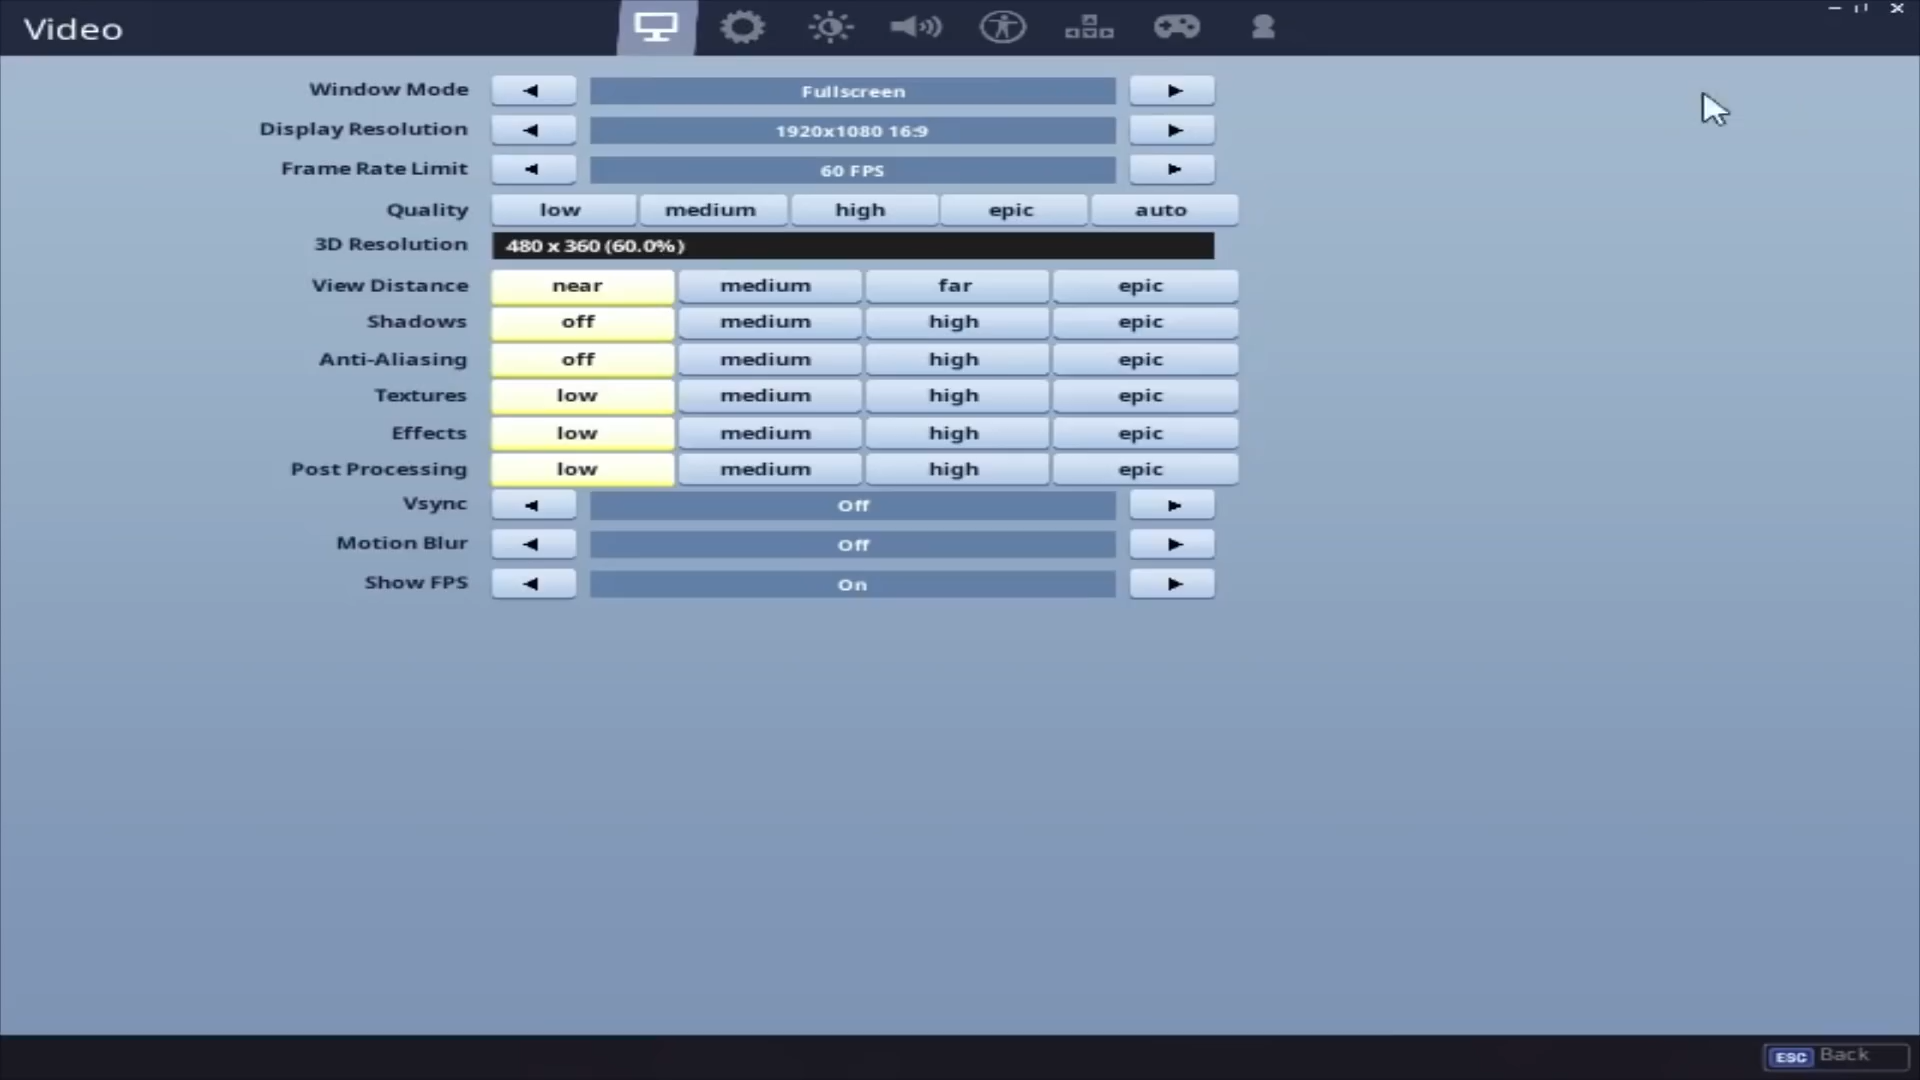 Video
Window Mode Fullscreen
Display Resolution 1920x1080 16:9
Frame Rate Limit 60 FPS
Quality low medium high epic auto
3D Resolution 480 x 360 (60.0%)
View Distance near medium far epic
Shadows off medium high epic
Anti-Aliasing off medium high epic
Textures low medium high epic
Effects low medium high epic
Post Processing low medium high epic
Vsync Off
Motion Blur Off
Show FPS On
ESC Back